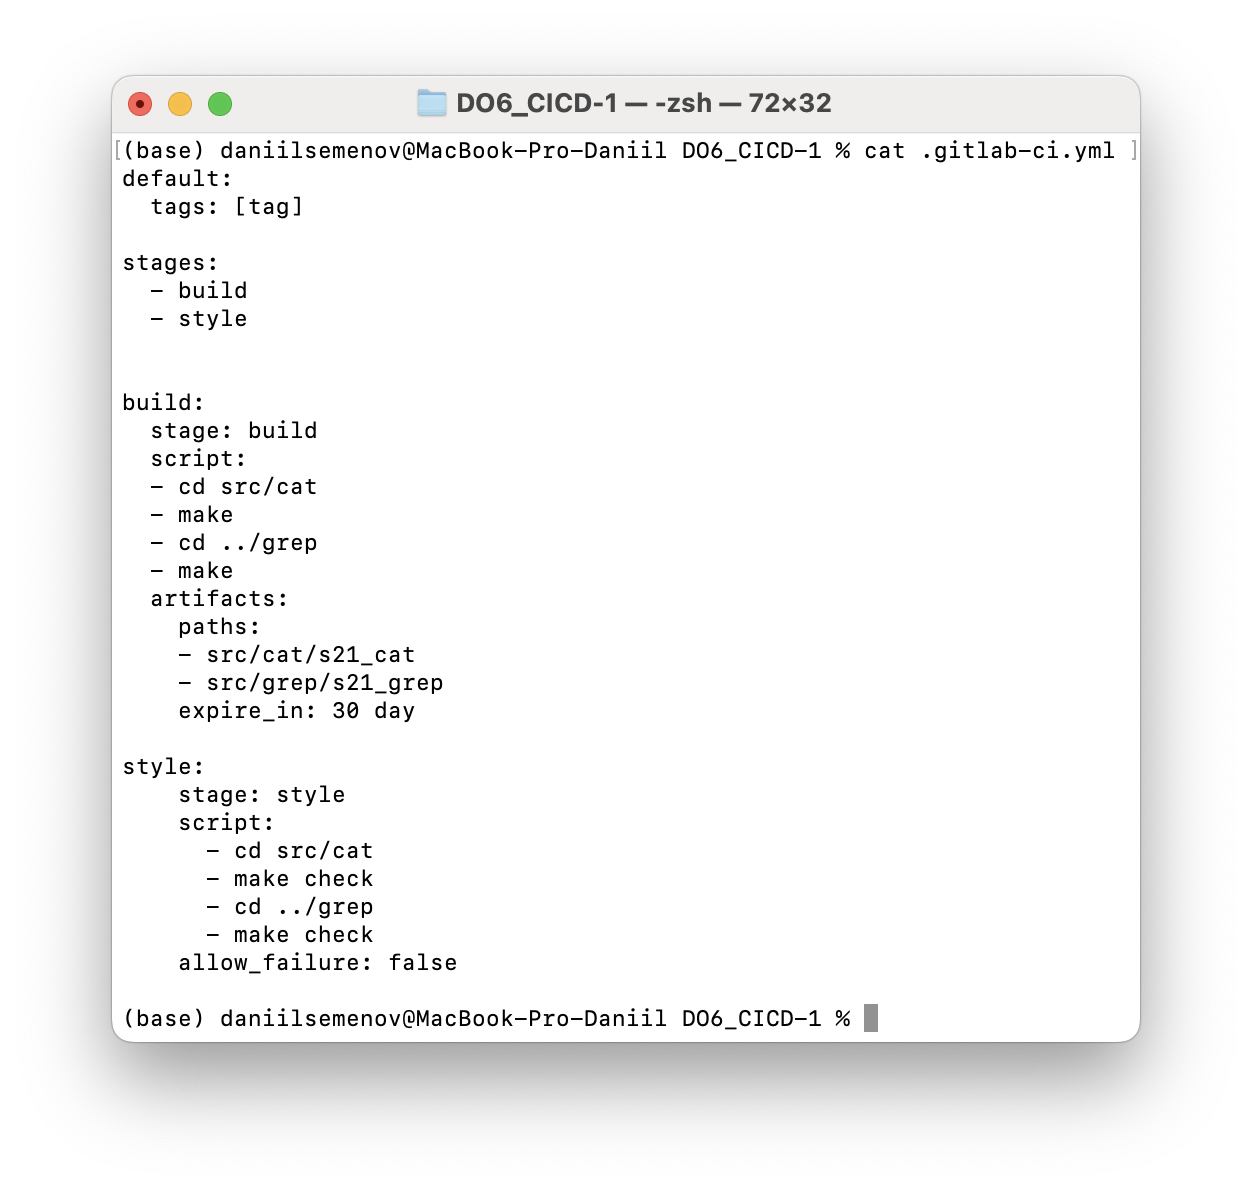 DO6_CICD-1 — -zsh — 72×32
[(base) daniilsemenov@MacBook-Pro-Daniil DO6_CICD-1 % cat .gitlab-ci.yml ]
default:
  tags: [tag]

stages:
  - build
  - style


build:
  stage: build
  script:
  - cd src/cat
  - make
  - cd ../grep
  - make
  artifacts:
    paths:
    - src/cat/s21_cat
    - src/grep/s21_grep
    expire_in: 30 day

style:
    stage: style
    script:
      - cd src/cat
      - make check
      - cd ../grep
      - make check
    allow_failure: false

(base) daniilsemenov@MacBook-Pro-Daniil DO6_CICD-1 %